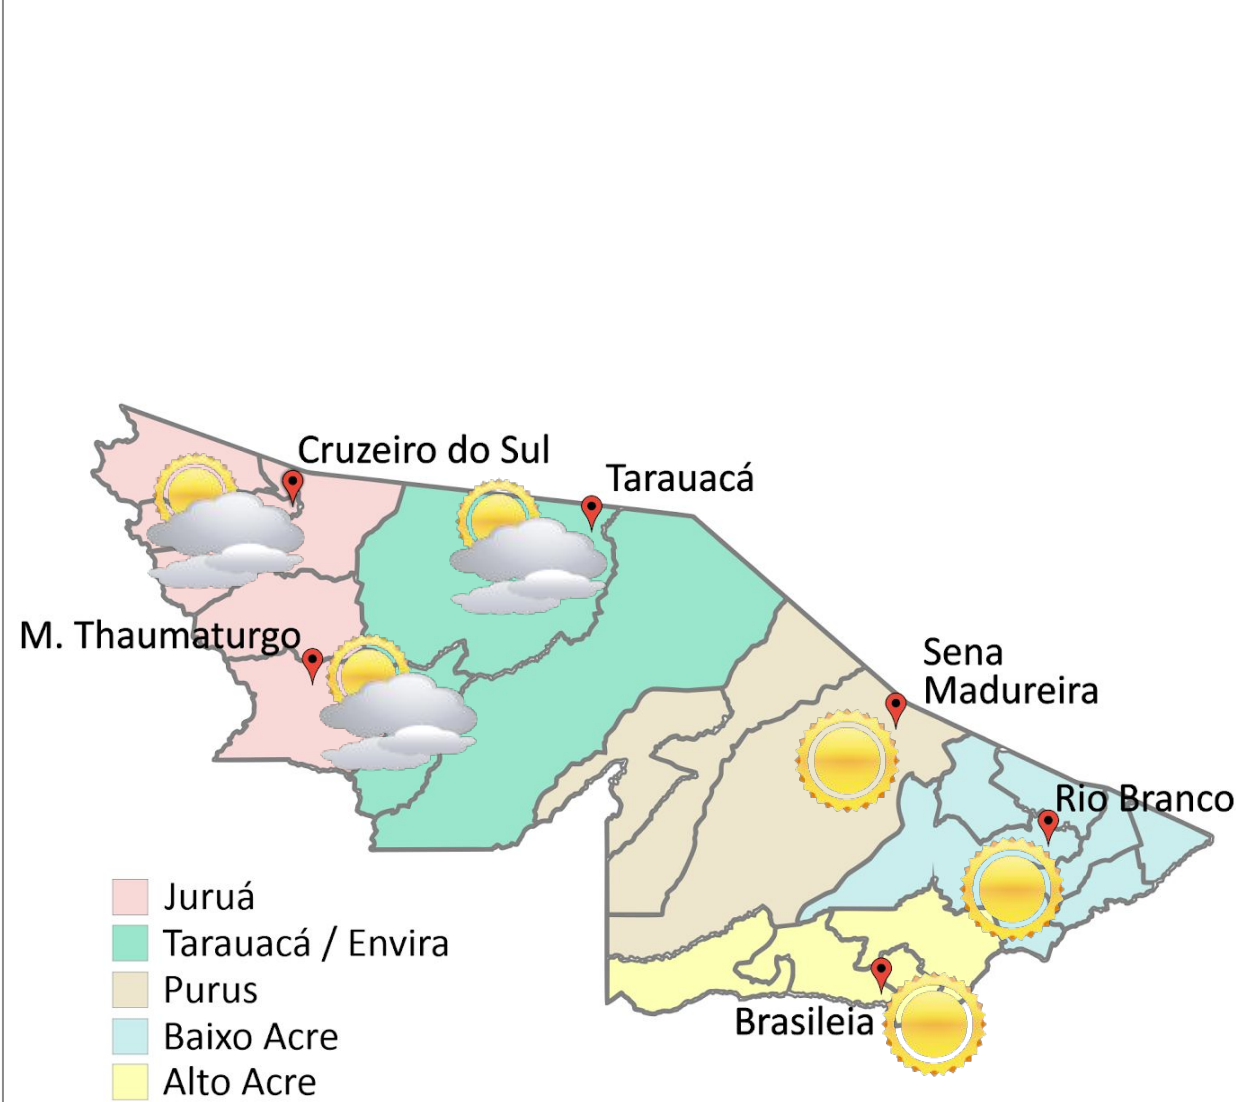 Cruzeiro do Sul
Tarauacá
M. Thaumaturgo
Sena
Madureira
Rio Branco
Brasileia
Juruá
Tarauacá / Envira
Purus
Baixo Acre
Alto Acre